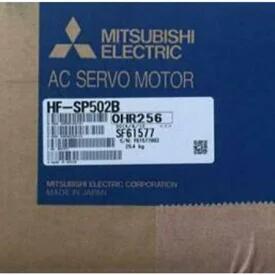 MITSUBISHI
ELECTRIC
AC SERVO MOTOR
HF-SP502B
OHR256
SF61577
MITSUBISHI ELECTRIC CORPORATION
MADE IN JAPAN